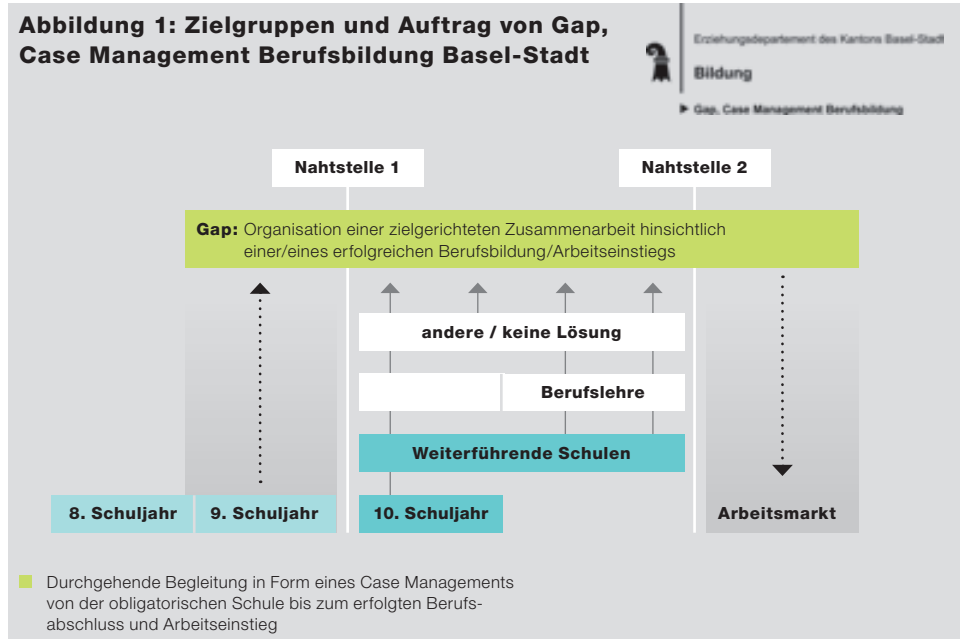 Abbildung 1: Zielgruppen und Auftrag von Gap,
Case Management Berufsbildung Basel-Stadt
Erziehungsdepartement des Kantons Basel-Stadt
Bildung
▶ Gap, Case Management Berufsbildung
Nahtstelle 1
Nahtstelle 2
Gap: Organisation einer zielgerichteten Zusammenarbeit hinsichtlich
einer/eines erfolgreichen Berufsbildung/Arbeitseinstiegs
andere / keine Lösung
Berufslehre
Weiterführende Schulen
8. Schuljahr
9. Schuljahr
10. Schuljahr
Arbeitsmarkt
Durchgehende Begleitung in Form eines Case Managements
von der obligatorischen Schule bis zum erfolgten Berufs-
abschluss und Arbeitseinstieg